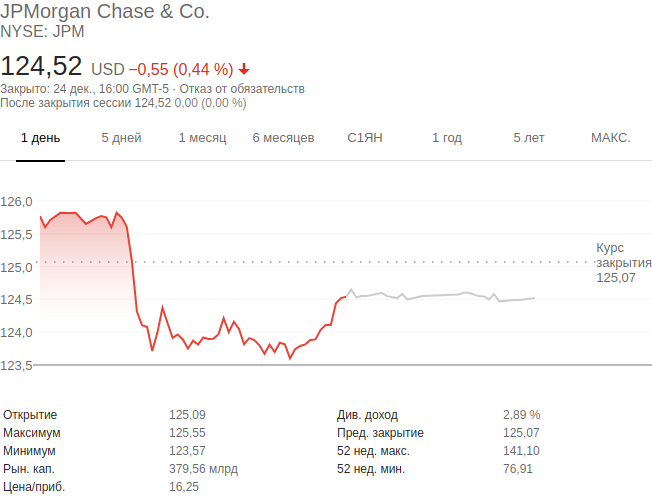 JPMorgan Chase & Co.
NYSE: JPM
124,52 USD −0,55 (0,44 %)
Закрыто: 24 дек., 16:00 GMT-5 · Отказ от обязательств
После закрытия сессии 124,52 0,00 (0,00 %)
1 день 5 дней 1 месяц 6 месяцев С1ЯН 1 год 5 лет МАКС.
126,0
125,5
125,0
124,5
124,0
123,5
Курс
закрытия
125,07
Открытие 125,09 Див. доход 2,89 %
Максимум 125,55 Пред. закрытие 125,07
Минимум 123,57 52 нед. макс. 141,10
Рын. кап. 379,56 млрд 52 нед. мин. 76,91
Цена/приб. 16,25